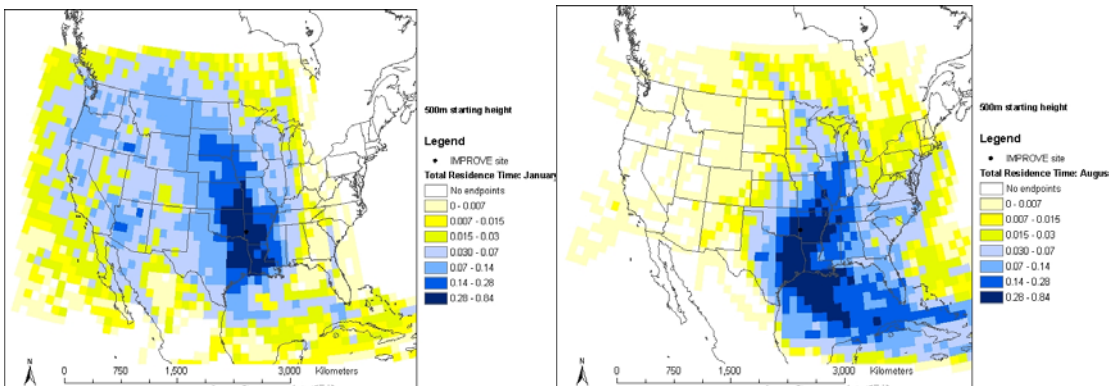 500m starting height
Legend
IMPROVE site
Total Residence Time: January
No endpoints
0 - 0.007
0.007 - 0.015
0.015 - 0.03
0.030 - 0.07
0.07 - 0.14
0.14 - 0.28
0.28 - 0.84
N
0 750 1,500 3,000 Kilometers
500m starting height
Legend
IMPROVE site
Total Residence Time: Augus
No endpoints
0 - 0.007
0.007 - 0.015
0.015 - 0.03
0.030 - 0.07
0.07 - 0.14
0.14 - 0.28
0.28 - 0.84
N
0 750 1,500 3,000 Kilometers